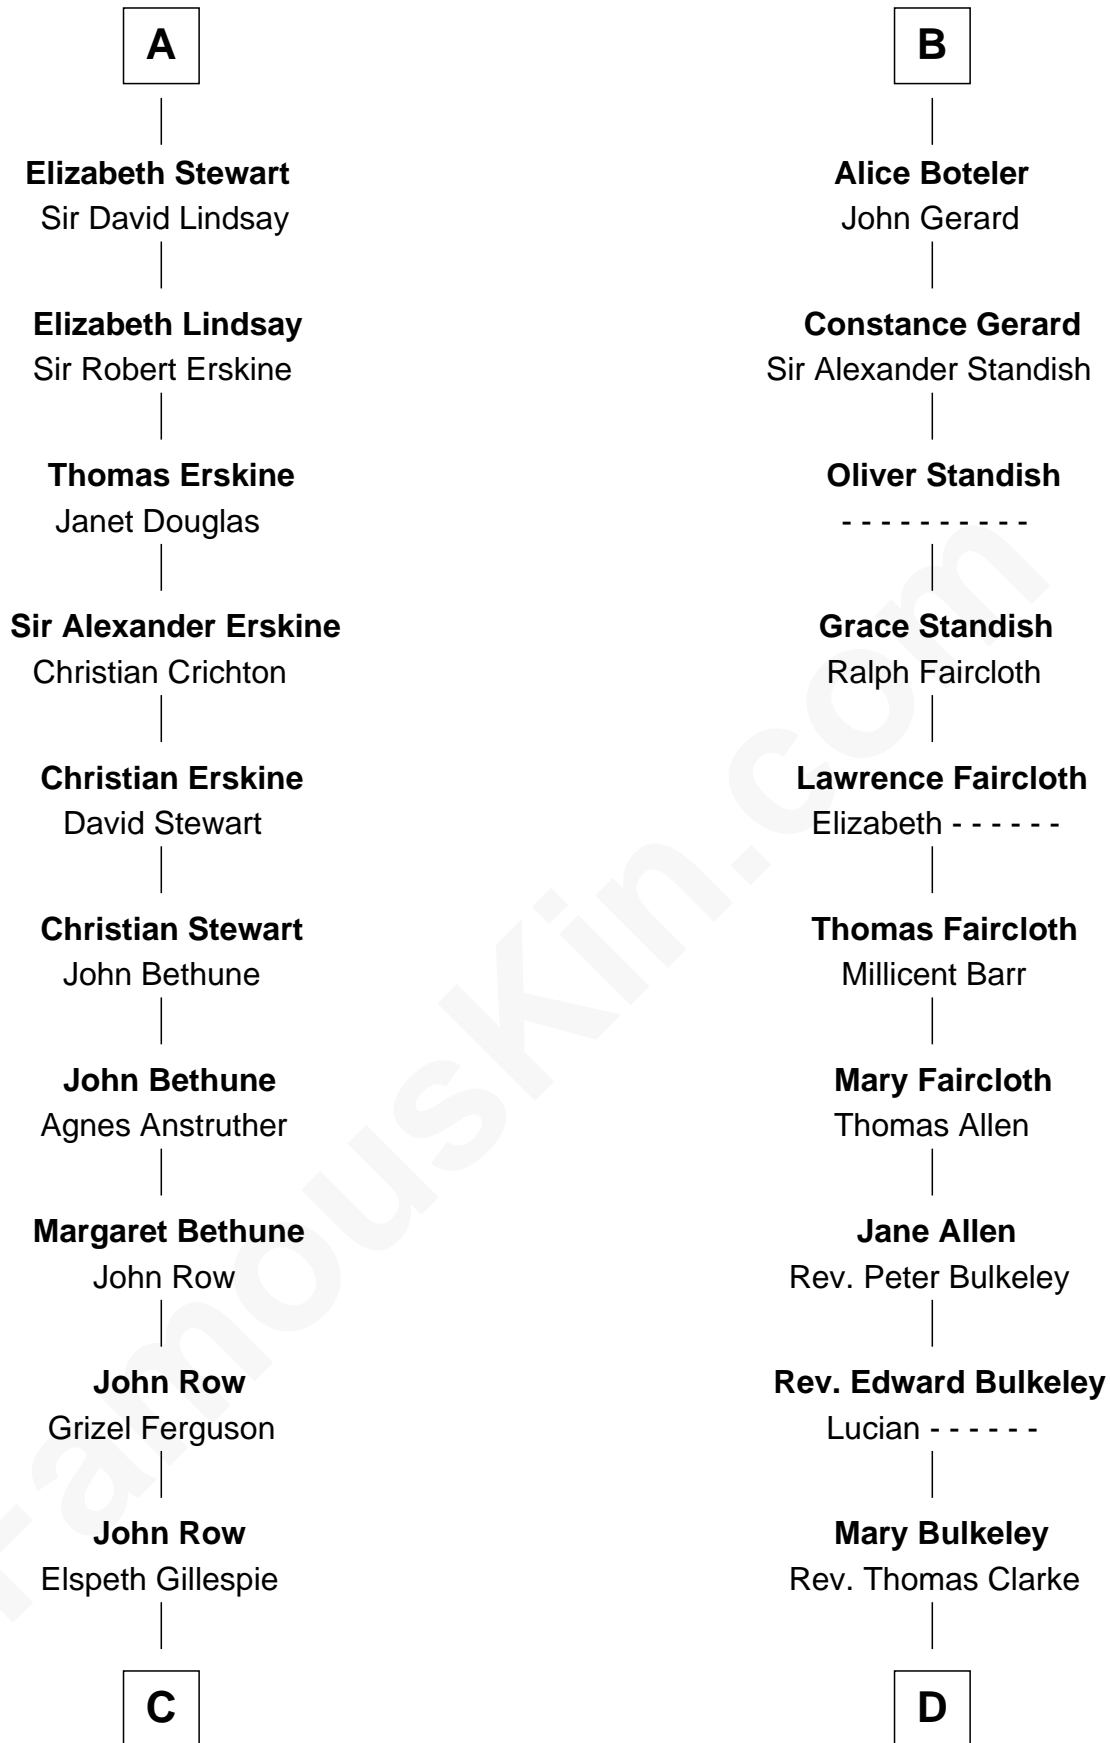 A
Elizabeth Stewart
Sir David Lindsay
Elizabeth Lindsay
Sir Robert Erskine
Thomas Erskine
Janet Douglas
Sir Alexander Erskine
Christian Crichton
Christian Erskine
David Stewart
Christian Stewart
John Bethune
John Bethune
Agnes Anstruther
Margaret Bethune
John Row
John Row
Grizel Ferguson
John Row
Elspeth Gillespie
C
B
Alice Boteler
John Gerard
Constance Gerard
Sir Alexander Standish
Oliver Standish
- - - - - - - - - -
Grace Standish
Ralph Faircloth
Lawrence Faircloth
Elizabeth - - - - - -
Thomas Faircloth
Millicent Barr
Mary Faircloth
Thomas Allen
Jane Allen
Rev. Peter Bulkeley
Rev. Edward Bulkeley
Lucian - - - - - -
Mary Bulkeley
Rev. Thomas Clarke
D
FamousKin.com